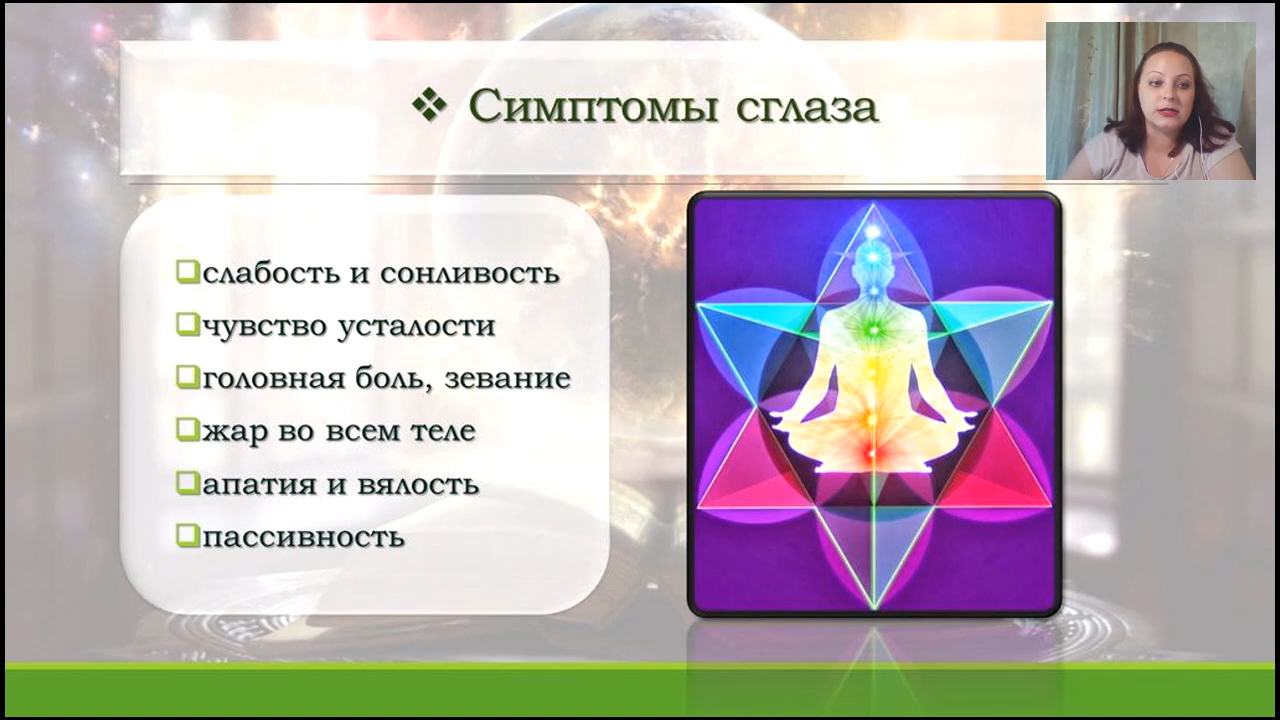 Симптомы сглаза
слабость и сонливость
чувство усталости
головная боль, зевание
жар во всем теле
апатия и вялость
пассивность